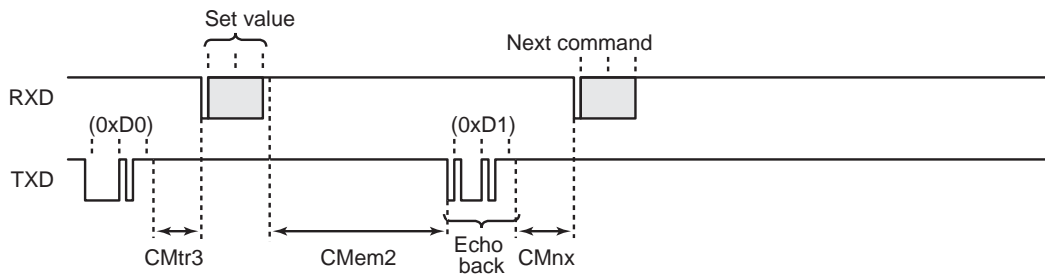 Set value
Next command
RXD
(0xD0)
(0xD1)
TXD
CMtr3
CMem2
Echo
back
CMnx